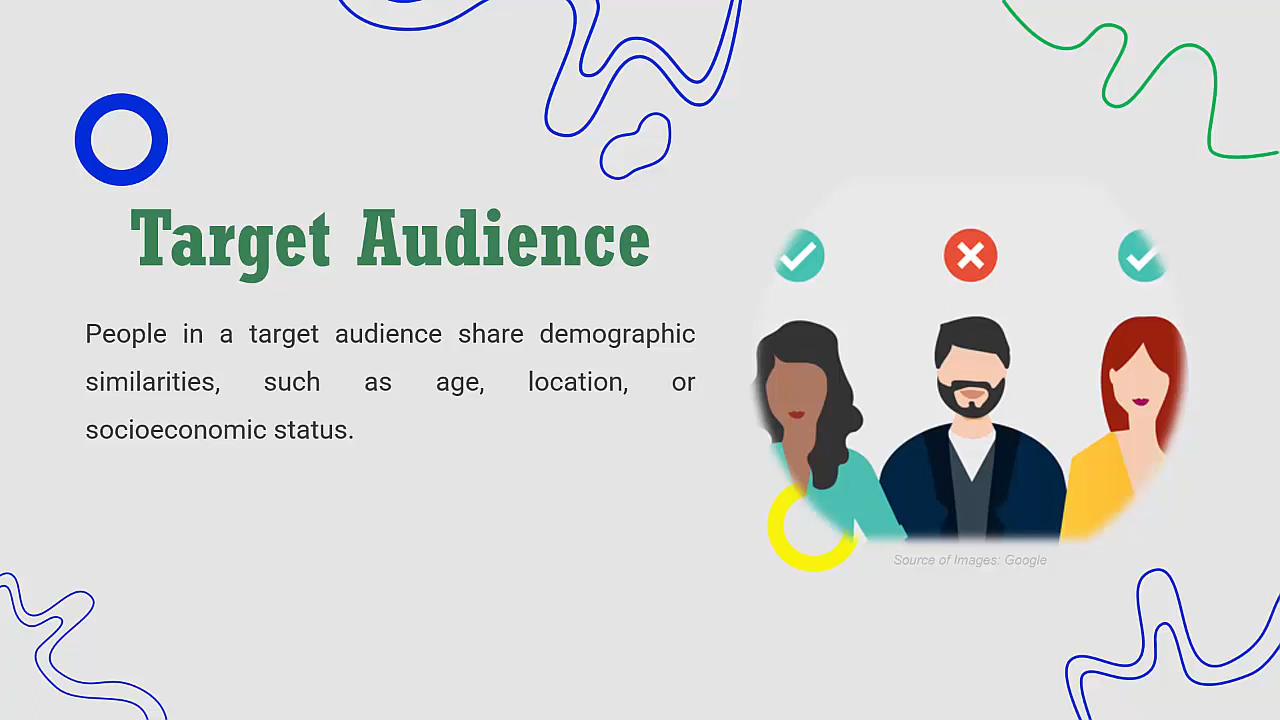 Target Audience
People in a target audience share demographic
similarities, such as age, location, or
socioeconomic status.
Source of Images: Google